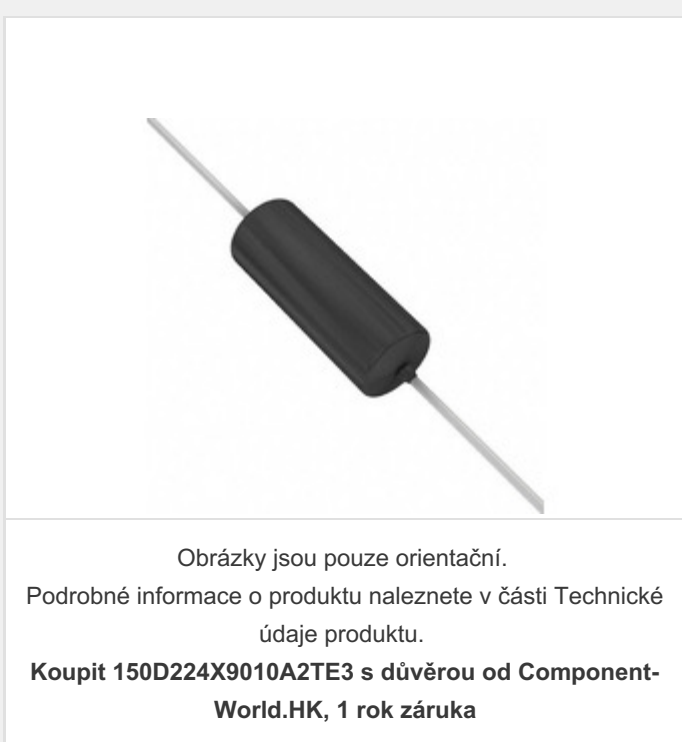 Obrázky jsou pouze orientační.
Podrobné informace o produktu naleznete v části Technické
údaje produktu.
Koupit 150D224X9010A2TE3 s důvěrou od Component-
World.HK, 1 rok záruka